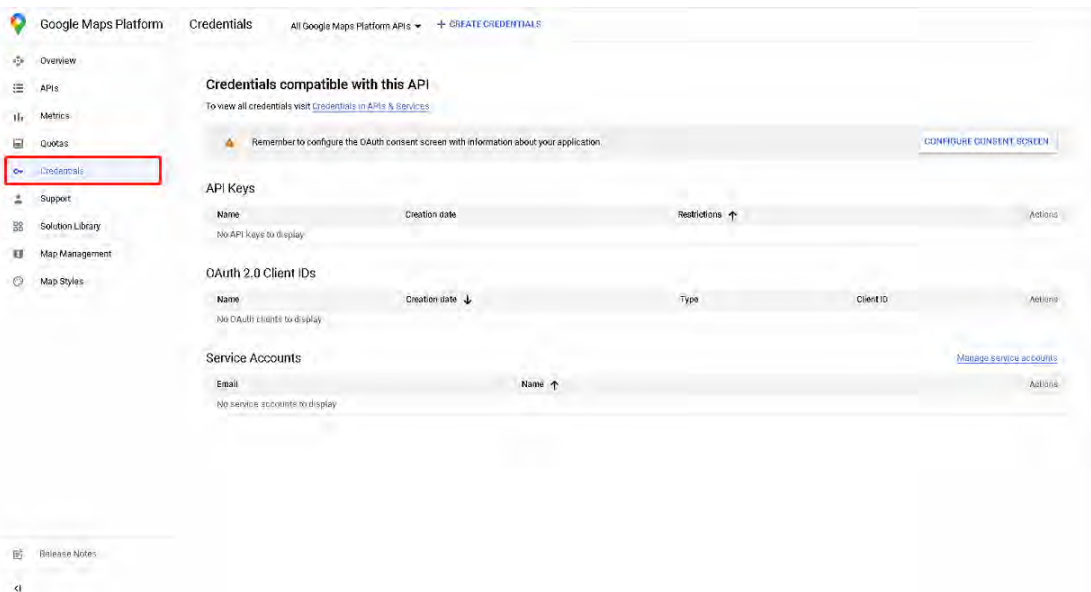 Google Maps Platform
Credentials
All Google Maps Platform APIs
+ CREATE CREDENTIALS
Overview
APIs
Metrics
Quotas
Credentials
Support
Solution Library
Map Management
Map Styles
Credentials compatible with this API
To view all credentials visit Credentials in APIs & Services
Remember to configure the OAuth consent screen with information about your application.
CONFIGURE CONSENT SCREEN
API Keys
Name Creation date Restrictions ↑ Actions
No API keys to display
OAuth 2.0 Client IDs
Name Creation date ↓ Type Client ID Actions
No OAuth clients to display
Service Accounts
Manage service accounts
Email Name ↑ Actions
No service accounts to display
Release Notes